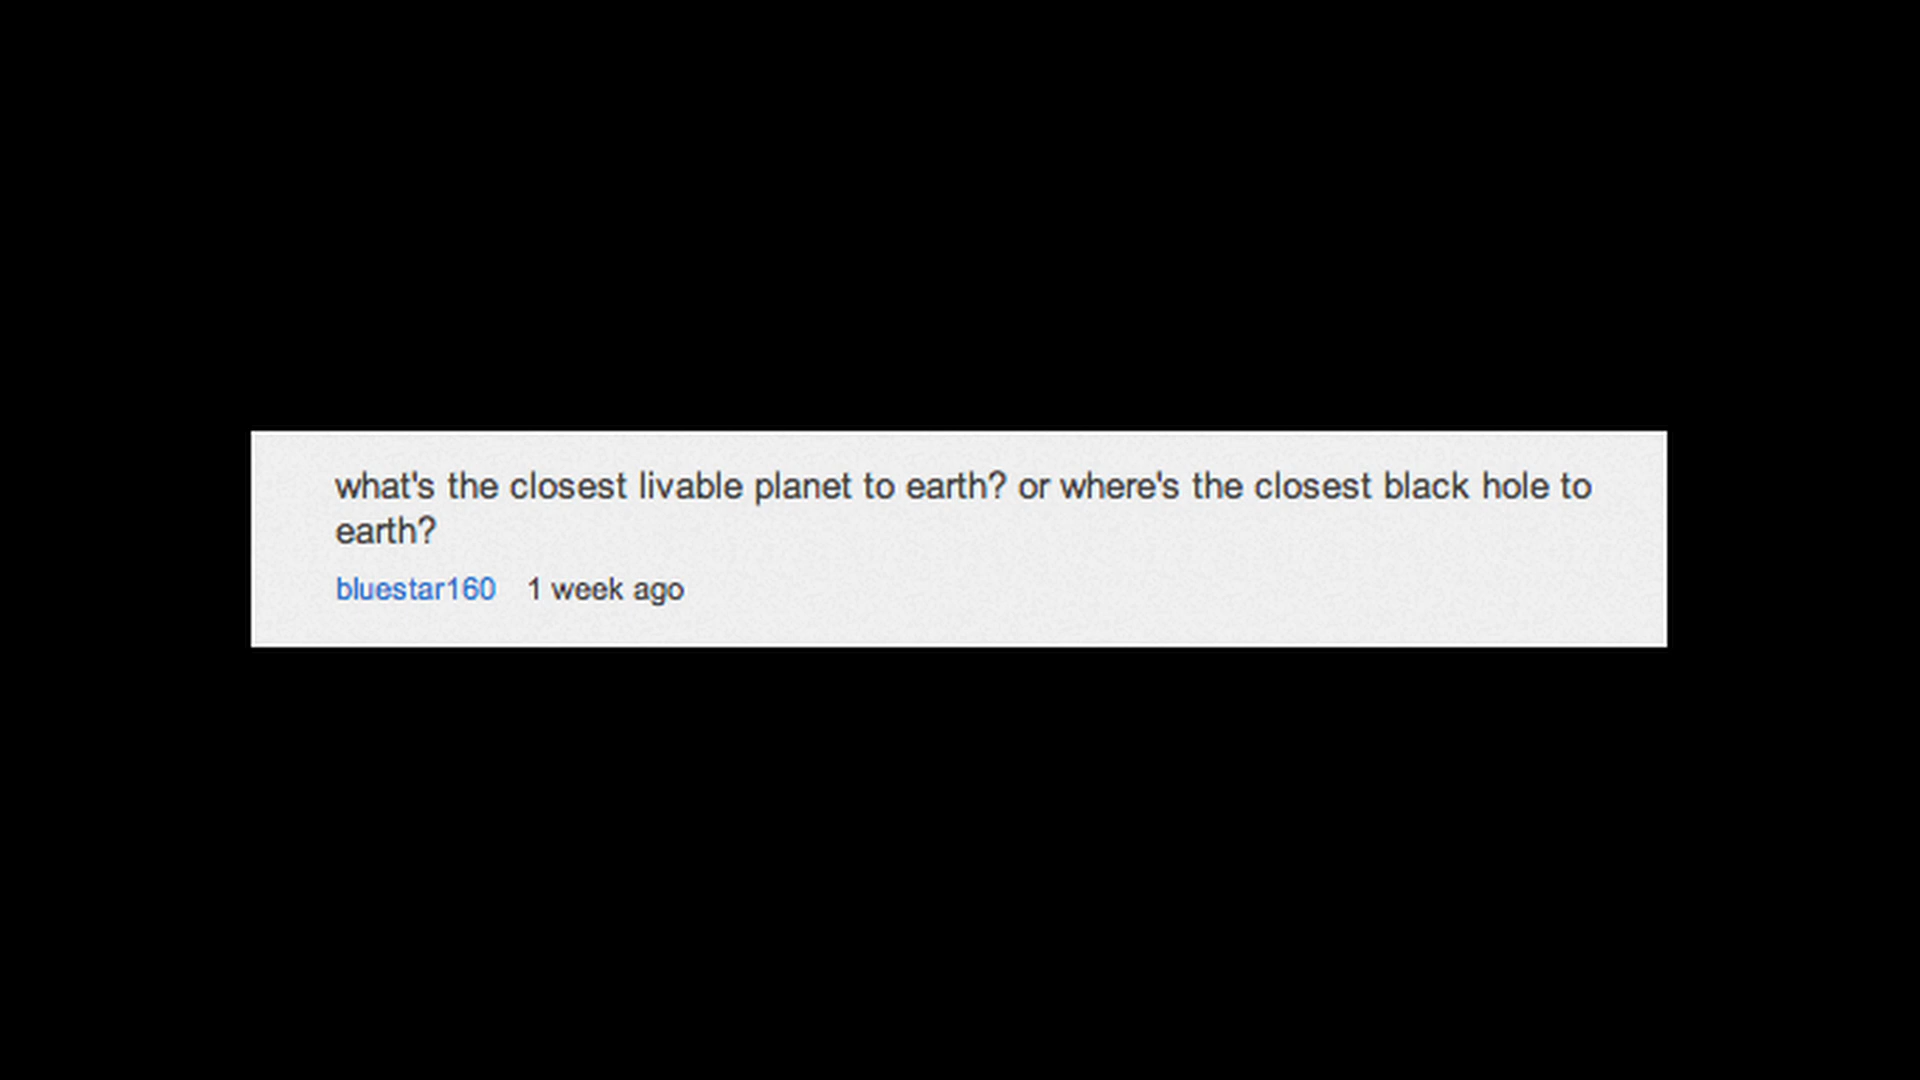 what's the closest livable planet to earth? or where's the closest black hole to
earth?
bluestar160 1 week ago